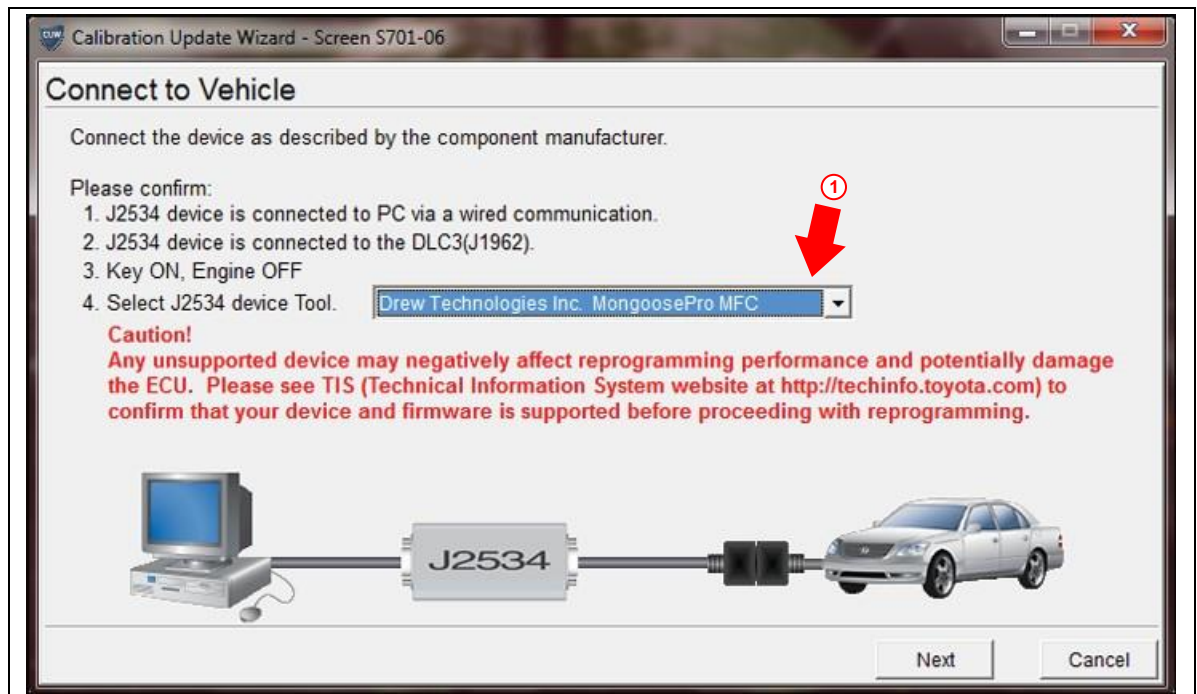 CUW Calibration Update Wizard - Screen S701-06
X
Connect to Vehicle
Connect the device as described by the component manufacturer.
Please confirm:
1
1. J2534 device is connected to PC via a wired communication.
2. J2534 device is connected to the DLC3(J1962).
3. Key ON, Engine OFF
4. Select J2534 device Tool. Drew Technologies Inc. MongoosePro MFC
Caution!
Any unsupported device may negatively affect reprogramming performance and potentially damage
the ECU. Please see TIS (Technical Information System website at http://techinfo.toyota.com) to
confirm that your device and firmware is supported before proceeding with reprogramming.
J2534
Next Cancel